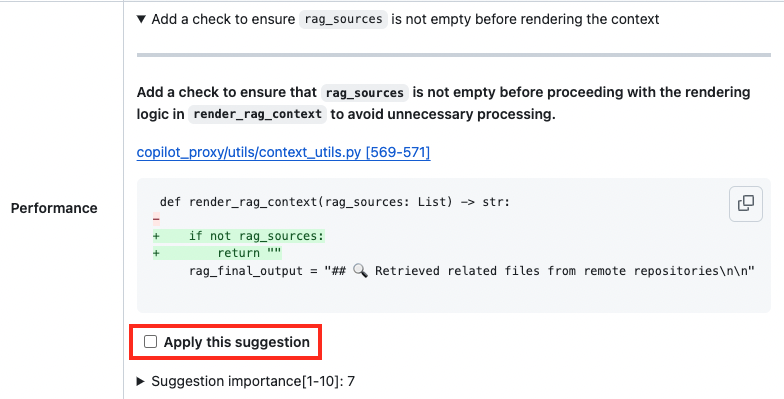 ▼ Add a check to ensure rag_sources is not empty before rendering the context
Add a check to ensure that rag_sources is not empty before proceeding with the rendering
logic in render_rag_context to avoid unnecessary processing.
copilot_proxy/utils/context_utils.py [569-571]
Performance
def render_rag_context(rag_sources: List) -> str:
-
+    if not rag_sources:
+        return ""
    rag_final_output = "## 🔍 Retrieved related files from remote repositories\n\n"
Apply this suggestion
▶ Suggestion importance[1-10]: 7